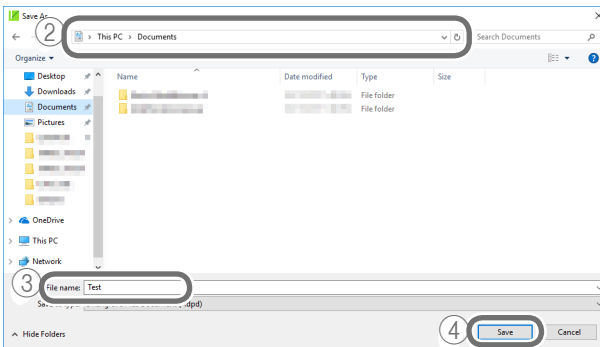 Save As
②
This PC > Documents
Search Documents
Organize
Desktop
Name
Date modified
Type
Size
Downloads
File folder
Documents
File folder
Pictures
OneDrive
This PC
Network
③
File name: Test
④
Save
Cancel
Hide Folders